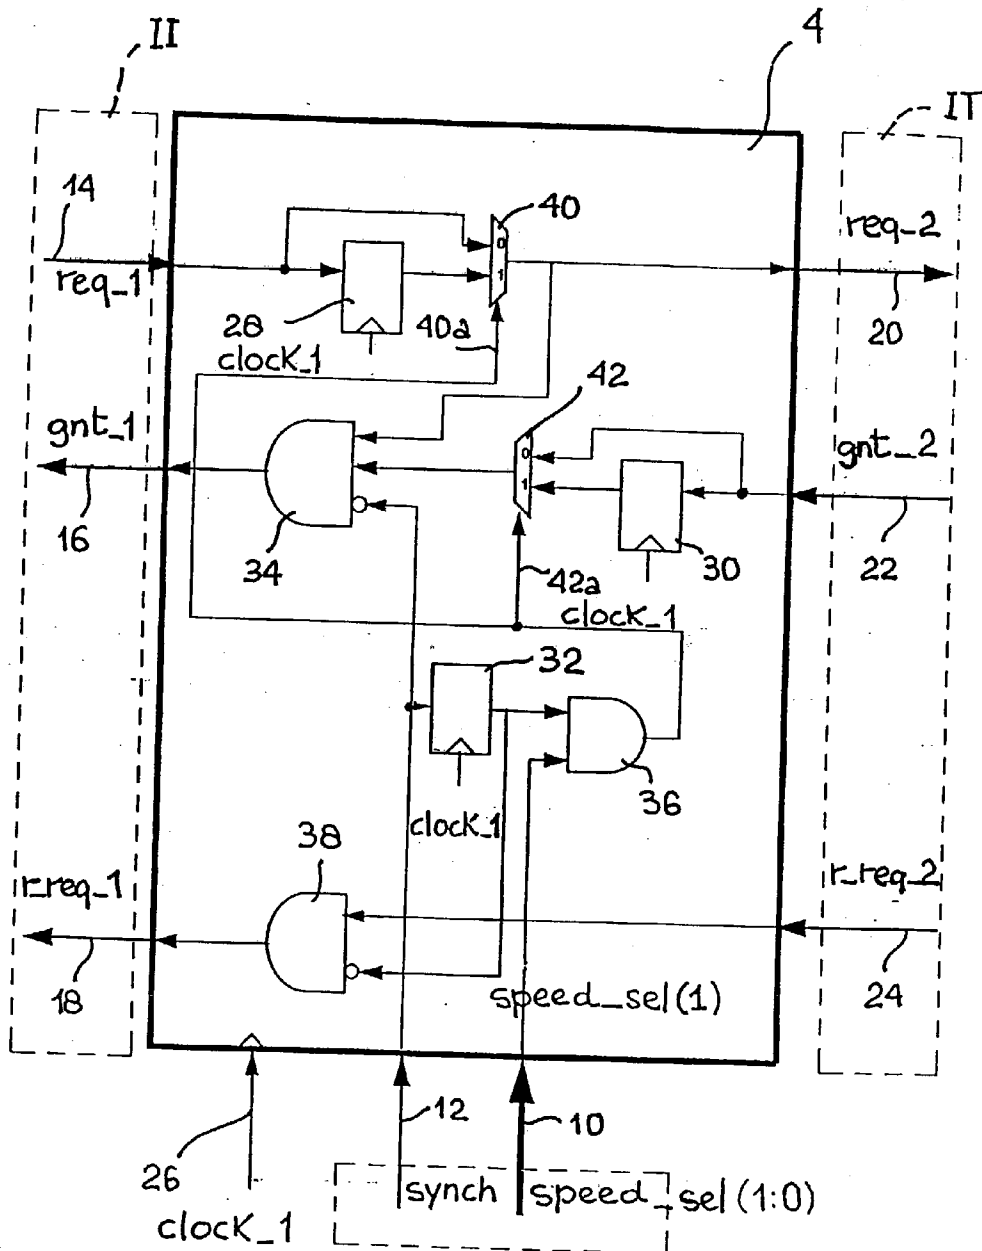 II
4
IT
14
req_1
40
0
1
req_2
20
28
clock_1
40a
42
gnt_1
gnt_2
0
1
16
34
30
22
42a
clock_1
32
36
clock_1
38
r_req_1
r_req_2
18
24
speed_sel(1)
12
10
26
synch
speed_sel(1:0)
clock_1